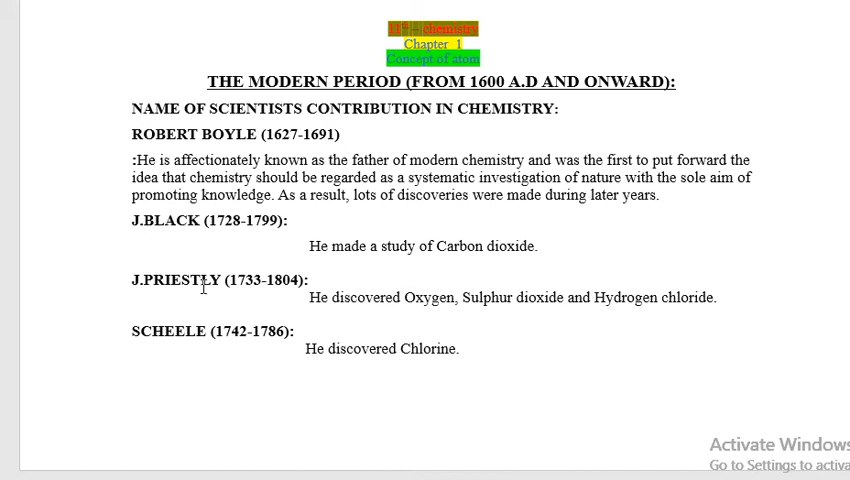 11th – chemistry
Chapter 1
Concept of atom
THE MODERN PERIOD (FROM 1600 A.D AND ONWARD):
NAME OF SCIENTISTS CONTRIBUTION IN CHEMISTRY:
ROBERT BOYLE (1627-1691)
:He is affectionately known as the father of modern chemistry and was the first to put forward the
idea that chemistry should be regarded as a systematic investigation of nature with the sole aim of
promoting knowledge. As a result, lots of discoveries were made during later years.
J.BLACK (1728-1799):
He made a study of Carbon dioxide.
J.PRIESTLY (1733-1804):
He discovered Oxygen, Sulphur dioxide and Hydrogen chloride.
SCHEELE (1742-1786):
He discovered Chlorine.
Activate Windows
Go to Settings to activa